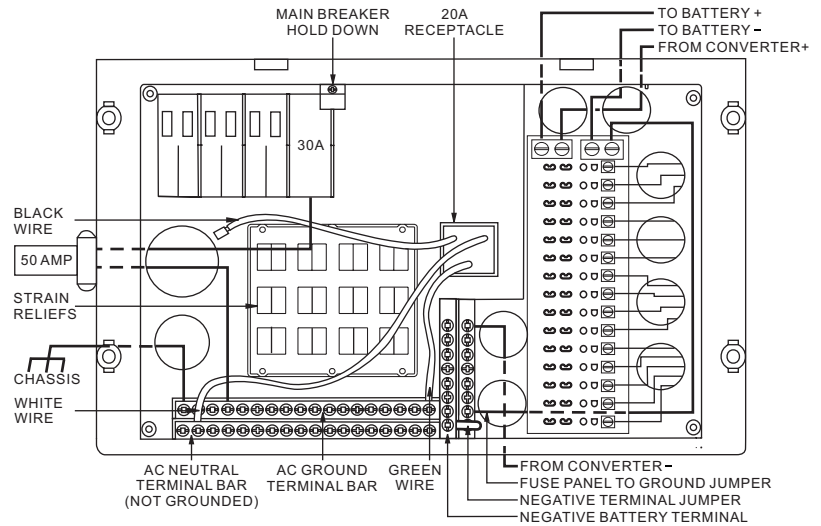 MAIN BREAKER
HOLD DOWN
20A
RECEPTACLE
TO BATTERY +
TO BATTERY -
FROM CONVERTER+
30A
BLACK
WIRE
50 AMP
STRAIN
RELIEFS
CHASSIS
WHITE
WIRE
AC NEUTRAL
TERMINAL BAR
(NOT GROUNDED)
AC GROUND
TERMINAL BAR
GREEN
WIRE
FROM CONVERTER-
FUSE PANEL TO GROUND JUMPER
NEGATIVE TERMINAL JUMPER
NEGATIVE BATTERY TERMINAL